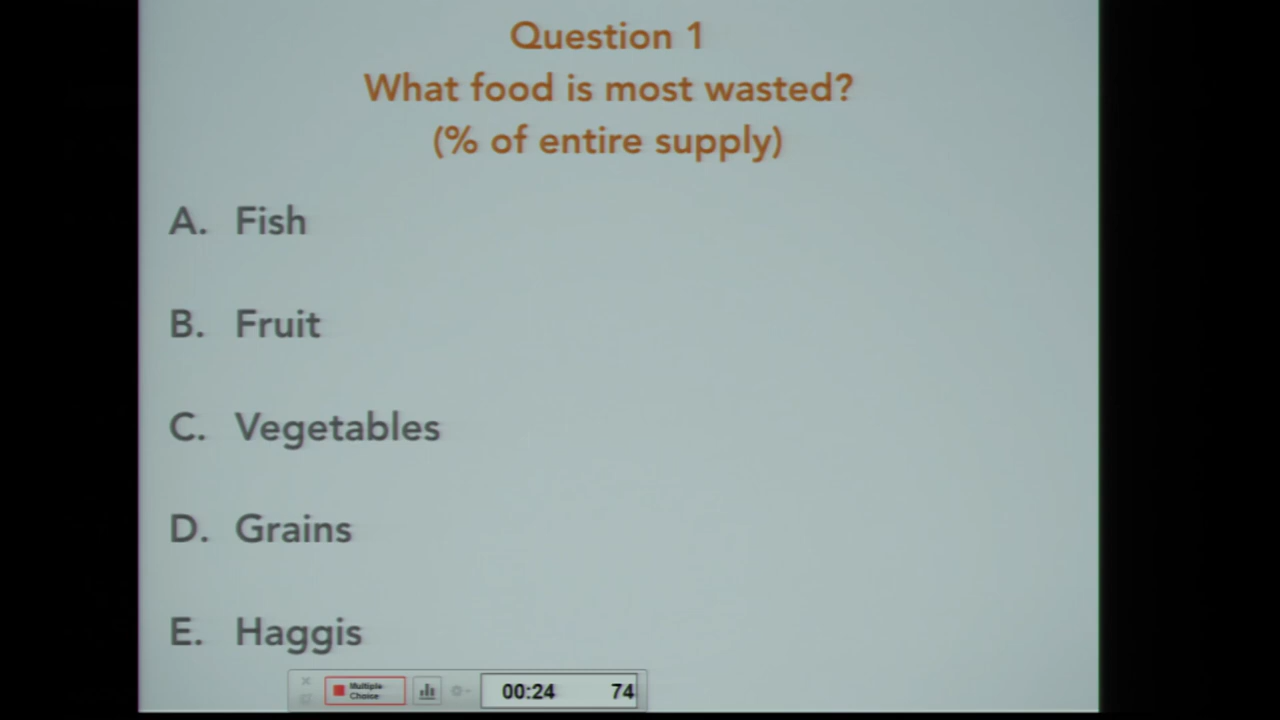 Question 1
What food is most wasted?
(% of entire supply)
A. Fish
B. Fruit
C. Vegetables
D. Grains
E. Haggis
Multiple
Choice
00:24 74